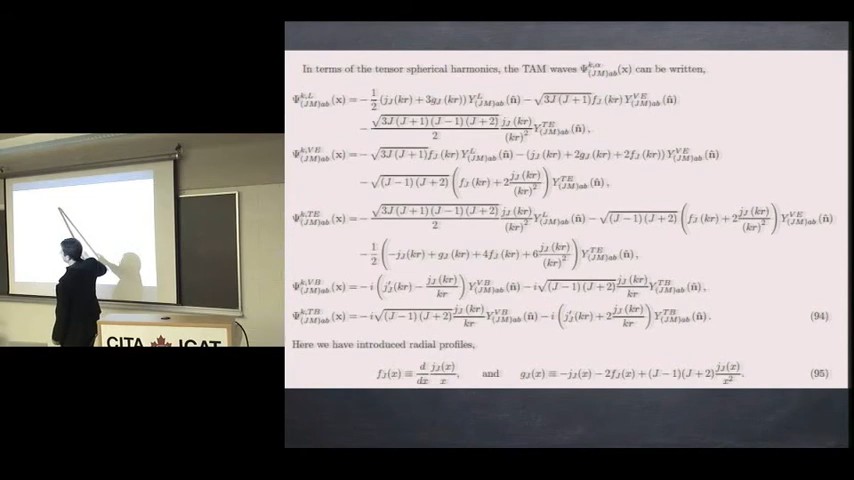 In terms of the tensor spherical harmonics, the TAM waves Ψ^{k,α}_{(JM)ab}(x) can be written,
Ψ^{k,L}_{(JM)ab}(x) = −1/2 (j_J(kr) + 3g_J(kr)) Y^L_{(JM)ab}(n̂) − √(3J(J+1)) f_J(kr) Y^{VE}_{(JM)ab}(n̂)
− √(3J(J+1)(J−1)(J+2))/2 j_J(kr)/(kr)² Y^{TE}_{(JM)ab}(n̂),
Ψ^{k,VE}_{(JM)ab}(x) = −√(3J(J+1)) f_J(kr) Y^L_{(JM)ab}(n̂) − (j_J(kr) + 2g_J(kr) + 2f_J(kr)) Y^{VE}_{(JM)ab}(n̂)
− √((J−1)(J+2)) (f_J(kr) + 2 j_J(kr)/(kr)²) Y^{TE}_{(JM)ab}(n̂),
Ψ^{k,TE}_{(JM)ab}(x) = − √(3J(J+1)(J−1)(J+2))/2 j_J(kr)/(kr)² Y^L_{(JM)ab}(n̂) − √((J−1)(J+2)) (f_J(kr) + 2 j_J(kr)/(kr)²) Y^{VE}_{(JM)ab}(n̂)
− 1/2 (−j_J(kr) + g_J(kr) + 4f_J(kr) + 6 j_J(kr)/(kr)²) Y^{TE}_{(JM)ab}(n̂),
Ψ^{k,VB}_{(JM)ab}(x) = −i (j′_J(kr) − j_J(kr)/kr) Y^{VB}_{(JM)ab}(n̂) − i√((J−1)(J+2)) j_J(kr)/kr Y^{TB}_{(JM)ab}(n̂),
Ψ^{k,TB}_{(JM)ab}(x) = −i√((J−1)(J+2)) j_J(kr)/kr Y^{VB}_{(JM)ab}(n̂) − i (j′_J(kr) + 2 j_J(kr)/kr) Y^{TB}_{(JM)ab}(n̂). (94)
Here we have introduced radial profiles,
f_J(x) ≡ d/dx j_J(x)/x, and g_J(x) ≡ −j_J(x) − 2f_J(x) + (J−1)(J+2) j_J(x)/x². (95)
CITA ICAT